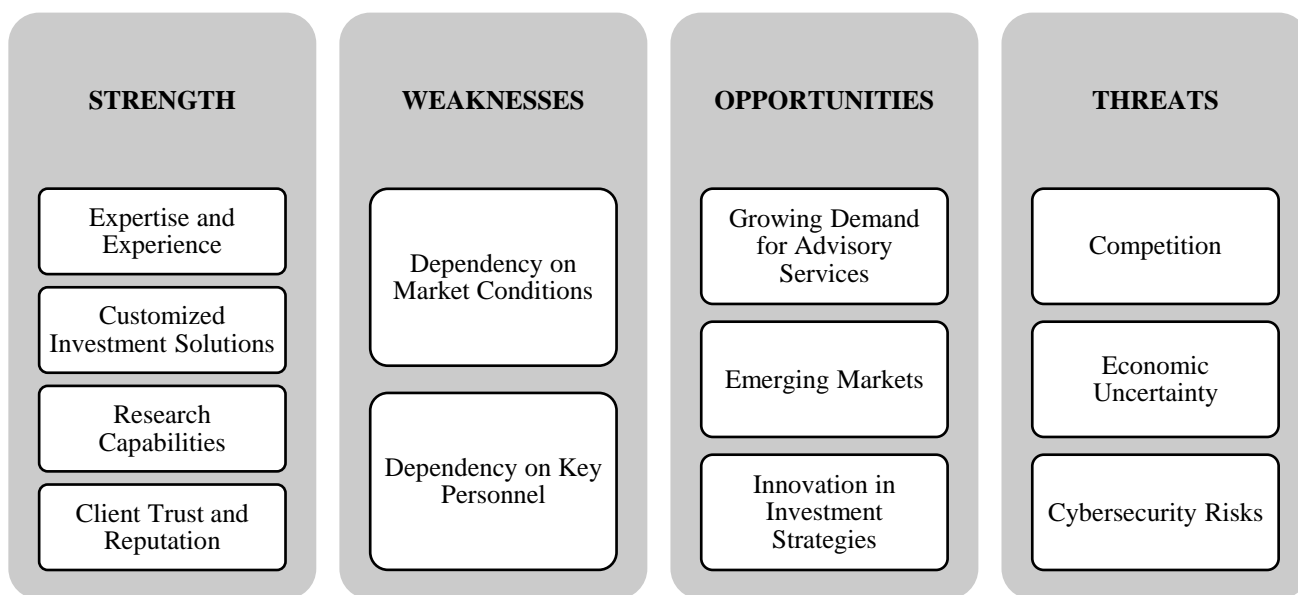 STRENGTH
Expertise and
Experience
Customized
Investment Solutions
Research
Capabilities
Client Trust and
Reputation
WEAKNESSES
Dependency on
Market Conditions
Dependency on Key
Personnel
OPPORTUNITIES
Growing Demand
for Advisory
Services
Emerging Markets
Innovation in
Investment
Strategies
THREATS
Competition
Economic
Uncertainty
Cybersecurity Risks